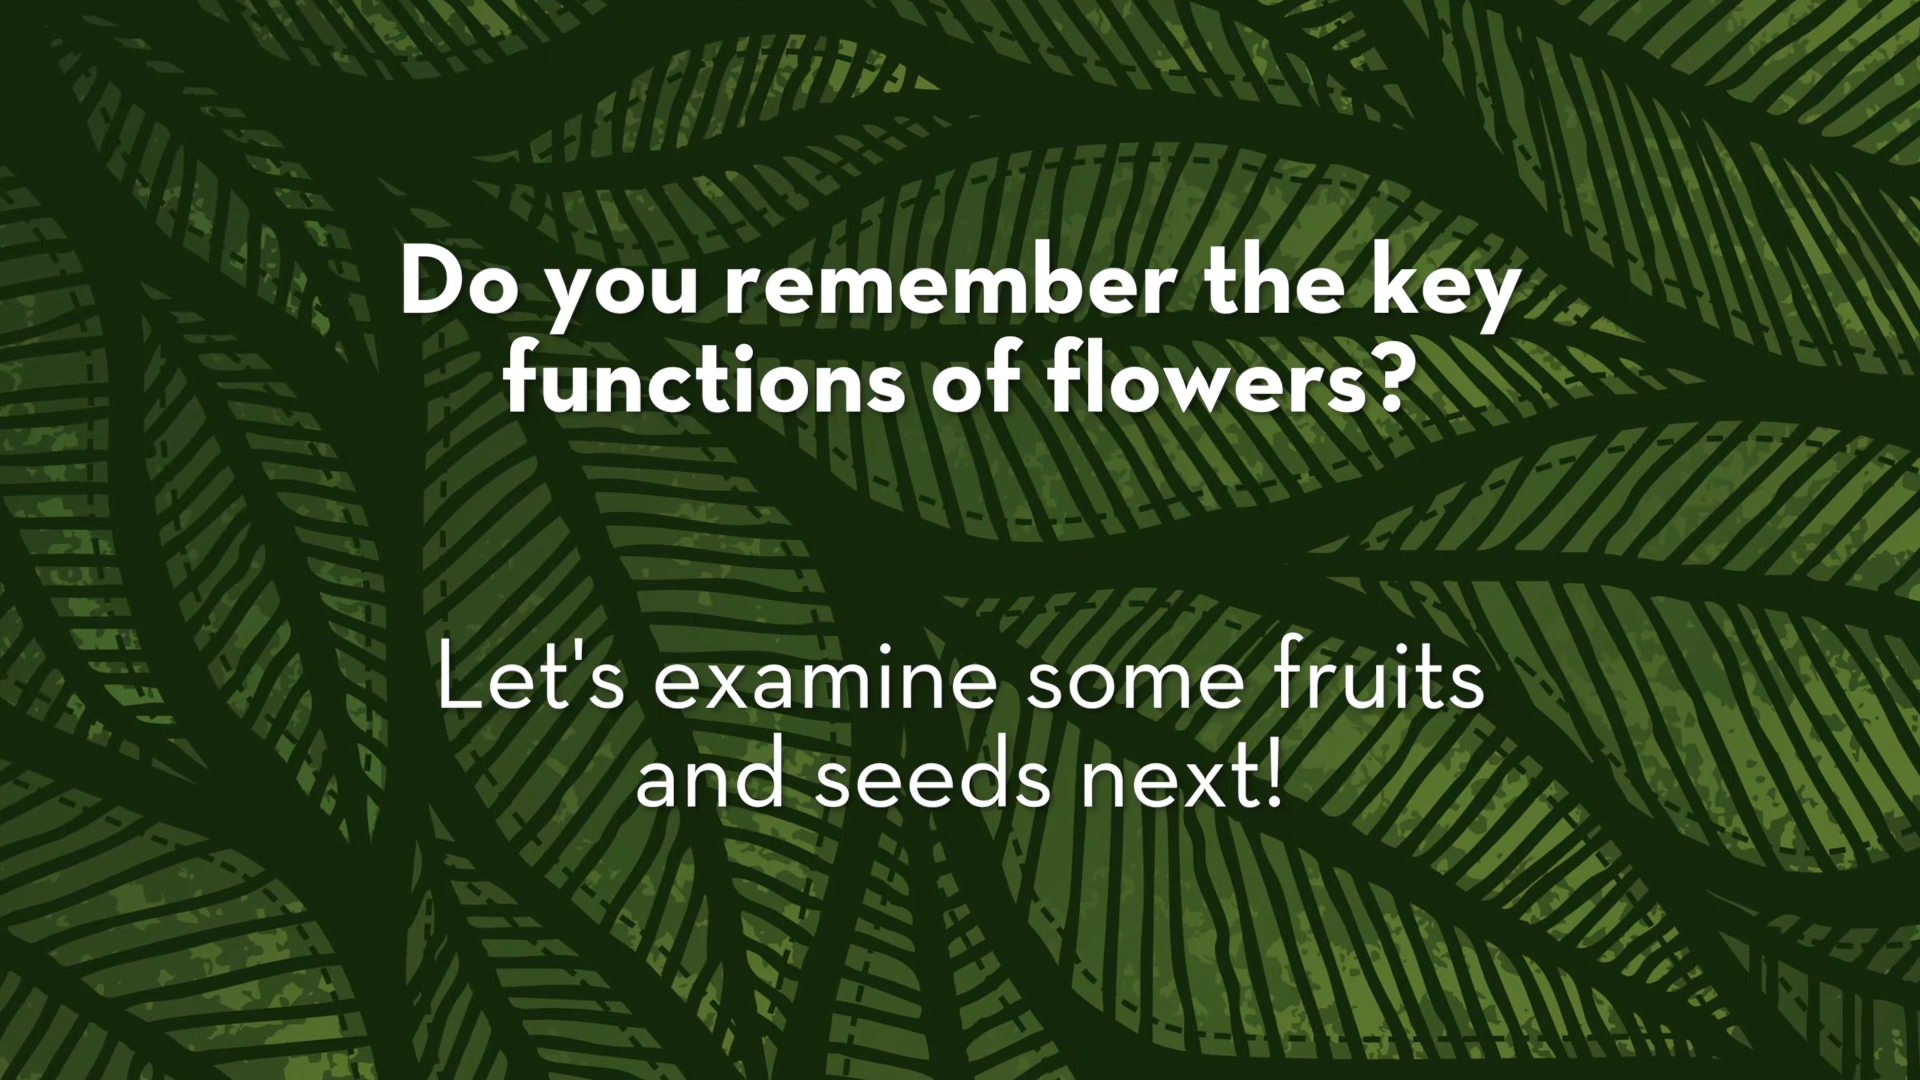 Do you remember the key
functions of flowers?
Let's examine some fruits
and seeds next!